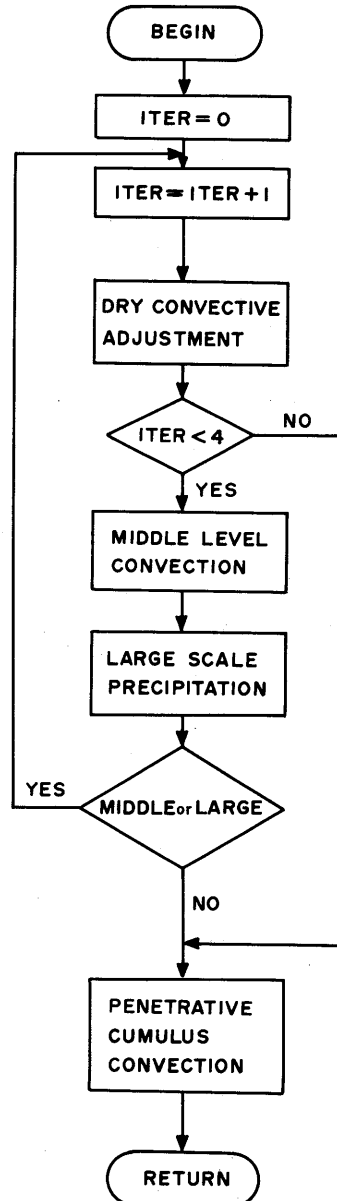 BEGIN
ITER = 0
ITER = ITER + 1
DRY CONVECTIVE
ADJUSTMENT
ITER < 4
NO
YES
MIDDLE LEVEL
CONVECTION
LARGE SCALE
PRECIPITATION
YES
MIDDLE or LARGE
NO
PENETRATIVE
CUMULUS
CONVECTION
RETURN